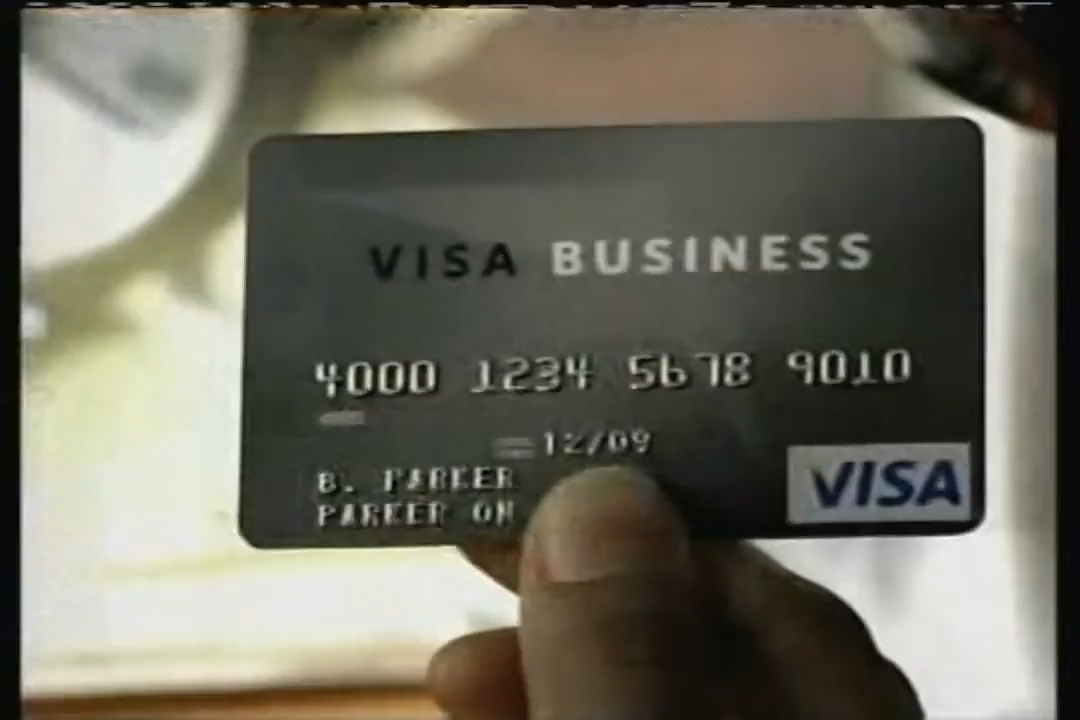 VISA BUSINESS
4000 1234 5678 9010
12/09
B. PARKER
PARKER ON
VISA